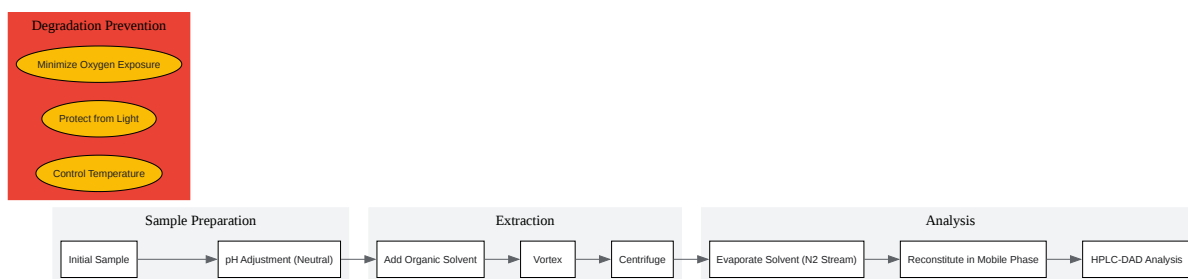 Degradation Prevention
Minimize Oxygen Exposure
Protect from Light
Control Temperature
Sample Preparation
Initial Sample
pH Adjustment (Neutral)
Extraction
Add Organic Solvent
Vortex
Centrifuge
Analysis
Evaporate Solvent (N2 Stream)
Reconstitute in Mobile Phase
HPLC-DAD Analysis